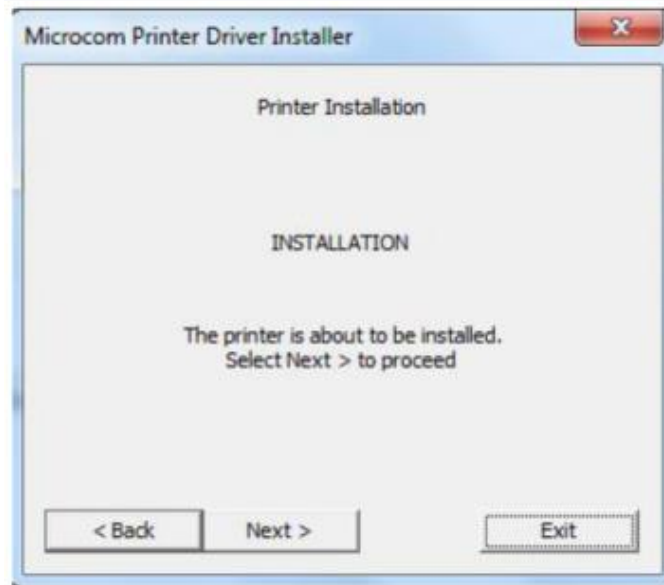 Microcom Printer Driver Installer
Printer Installation
INSTALLATION
The printer is about to be installed.
Select Next > to proceed
< Back Next > Exit